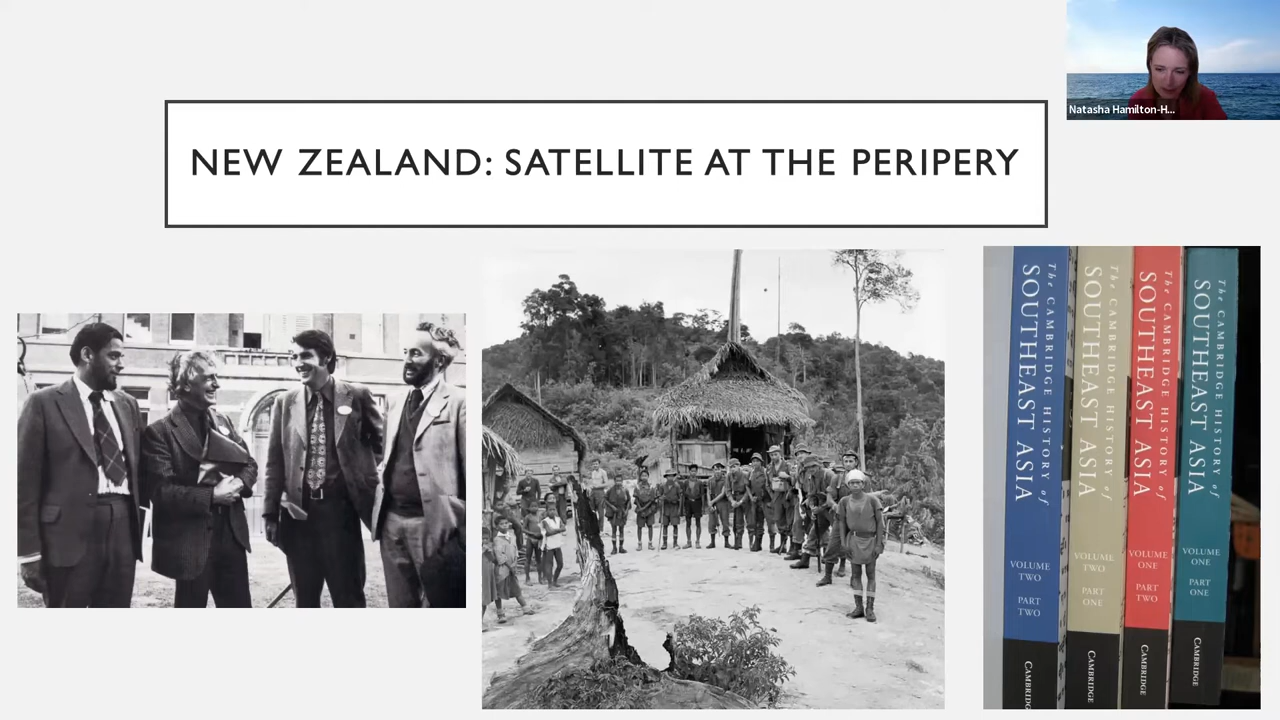 NEW ZEALAND: SATELLITE AT THE PERIPERY
Natasha Hamilton-H...
The CAMBRIDGE HISTORY of
SOUTHEAST ASIA
VOLUME
TWO
PART
TWO
CAMBRIDGE
The CAMBRIDGE HISTORY of
SOUTHEAST ASIA
VOLUME
TWO
PART
ONE
CAMBRIDGE
The CAMBRIDGE HISTORY of
SOUTHEAST ASIA
VOLUME
ONE
PART
TWO
CAMBRIDGE
The CAMBRIDGE HISTORY of
SOUTHEAST ASIA
VOLUME
ONE
PART
ONE
CAMBRIDGE